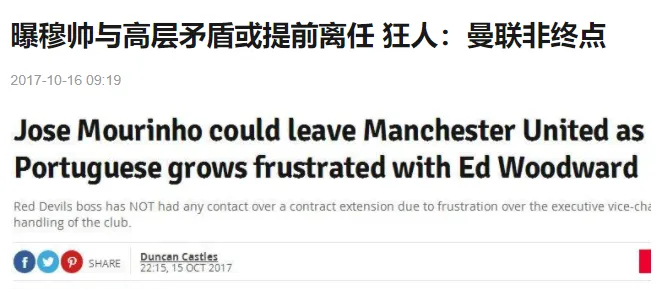 曝穆帅与高层矛盾或提前离任 狂人：曼联非终点
2017-10-16 09:19
Jose Mourinho could leave Manchester United as
Portuguese grows frustrated with Ed Woodward
Red Devils boss has NOT had any contact over a contract extension due to frustration over the executive vice-cha
handling of the club.
SHARE
Duncan Castles
22:15, 15 OCT 2017